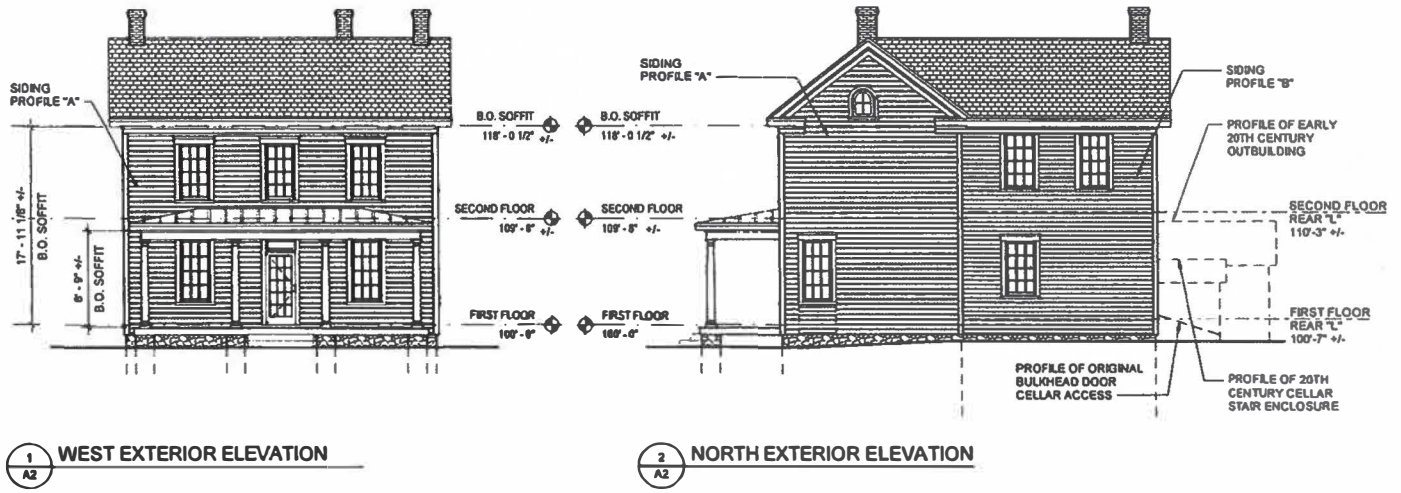 SIDING
PROFILE "A"
17' - 11 1/8" +/-
B.O. SOFFIT
8' - 9" +/-
B.O. SOFFIT
B.O. SOFFIT
118' - 0 1/2" +/-
SECOND FLOOR
109' - 8" +/-
FIRST FLOOR
B.O. SOFFIT
118' - 0 1/2" +/-
SECOND FLOOR
109' - 8" +/-
FIRST FLOOR
SIDING
PROFILE "A"
SIDING
PROFILE "B"
PROFILE OF EARLY
20TH CENTURY
OUTBUILDING
SECOND FLOOR
REAR "L"
110'-3" +/-
FIRST FLOOR
REAR "L"
100'-7" +/-
PROFILE OF ORIGINAL
BULKHEAD DOOR
CELLAR ACCESS
PROFILE OF 20TH
CENTURY CELLAR
STAIR ENCLOSURE
1
A2
WEST EXTERIOR ELEVATION
2
A2
NORTH EXTERIOR ELEVATION